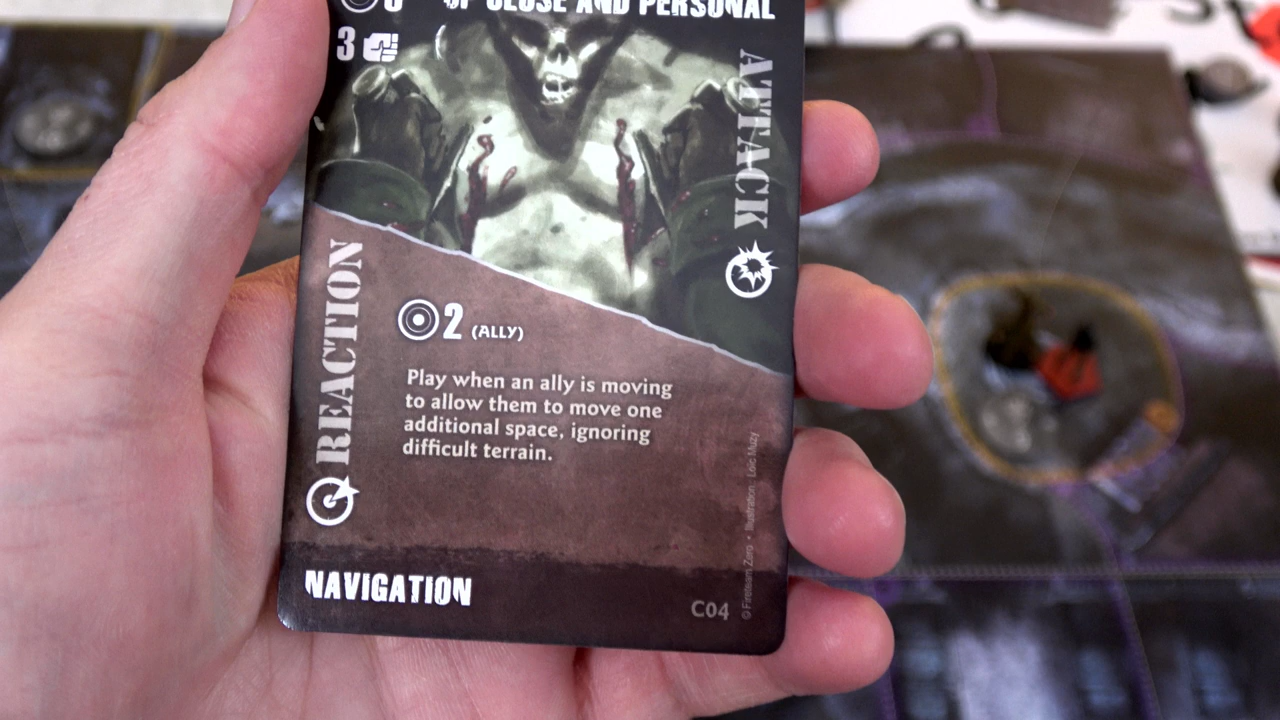 UP CLOSE AND PERSONAL
3
ATTACK
REACTION
2 (ALLY)
Play when an ally is moving
to allow them to move one
additional space, ignoring
difficult terrain.
NAVIGATION
C04
© Fireteam Zero • Illustration: Loïc Muzy